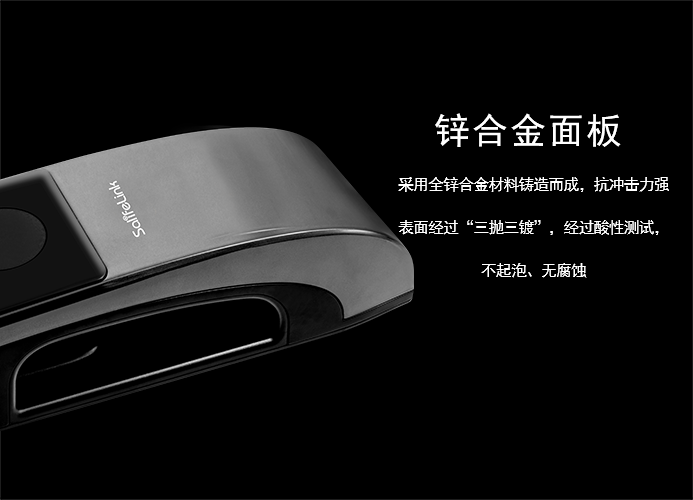 锌合金面板
采用全锌合金材料铸造而成，抗冲击力强
表面经过“三抛三镀”，经过酸性测试，
不起泡、无腐蚀